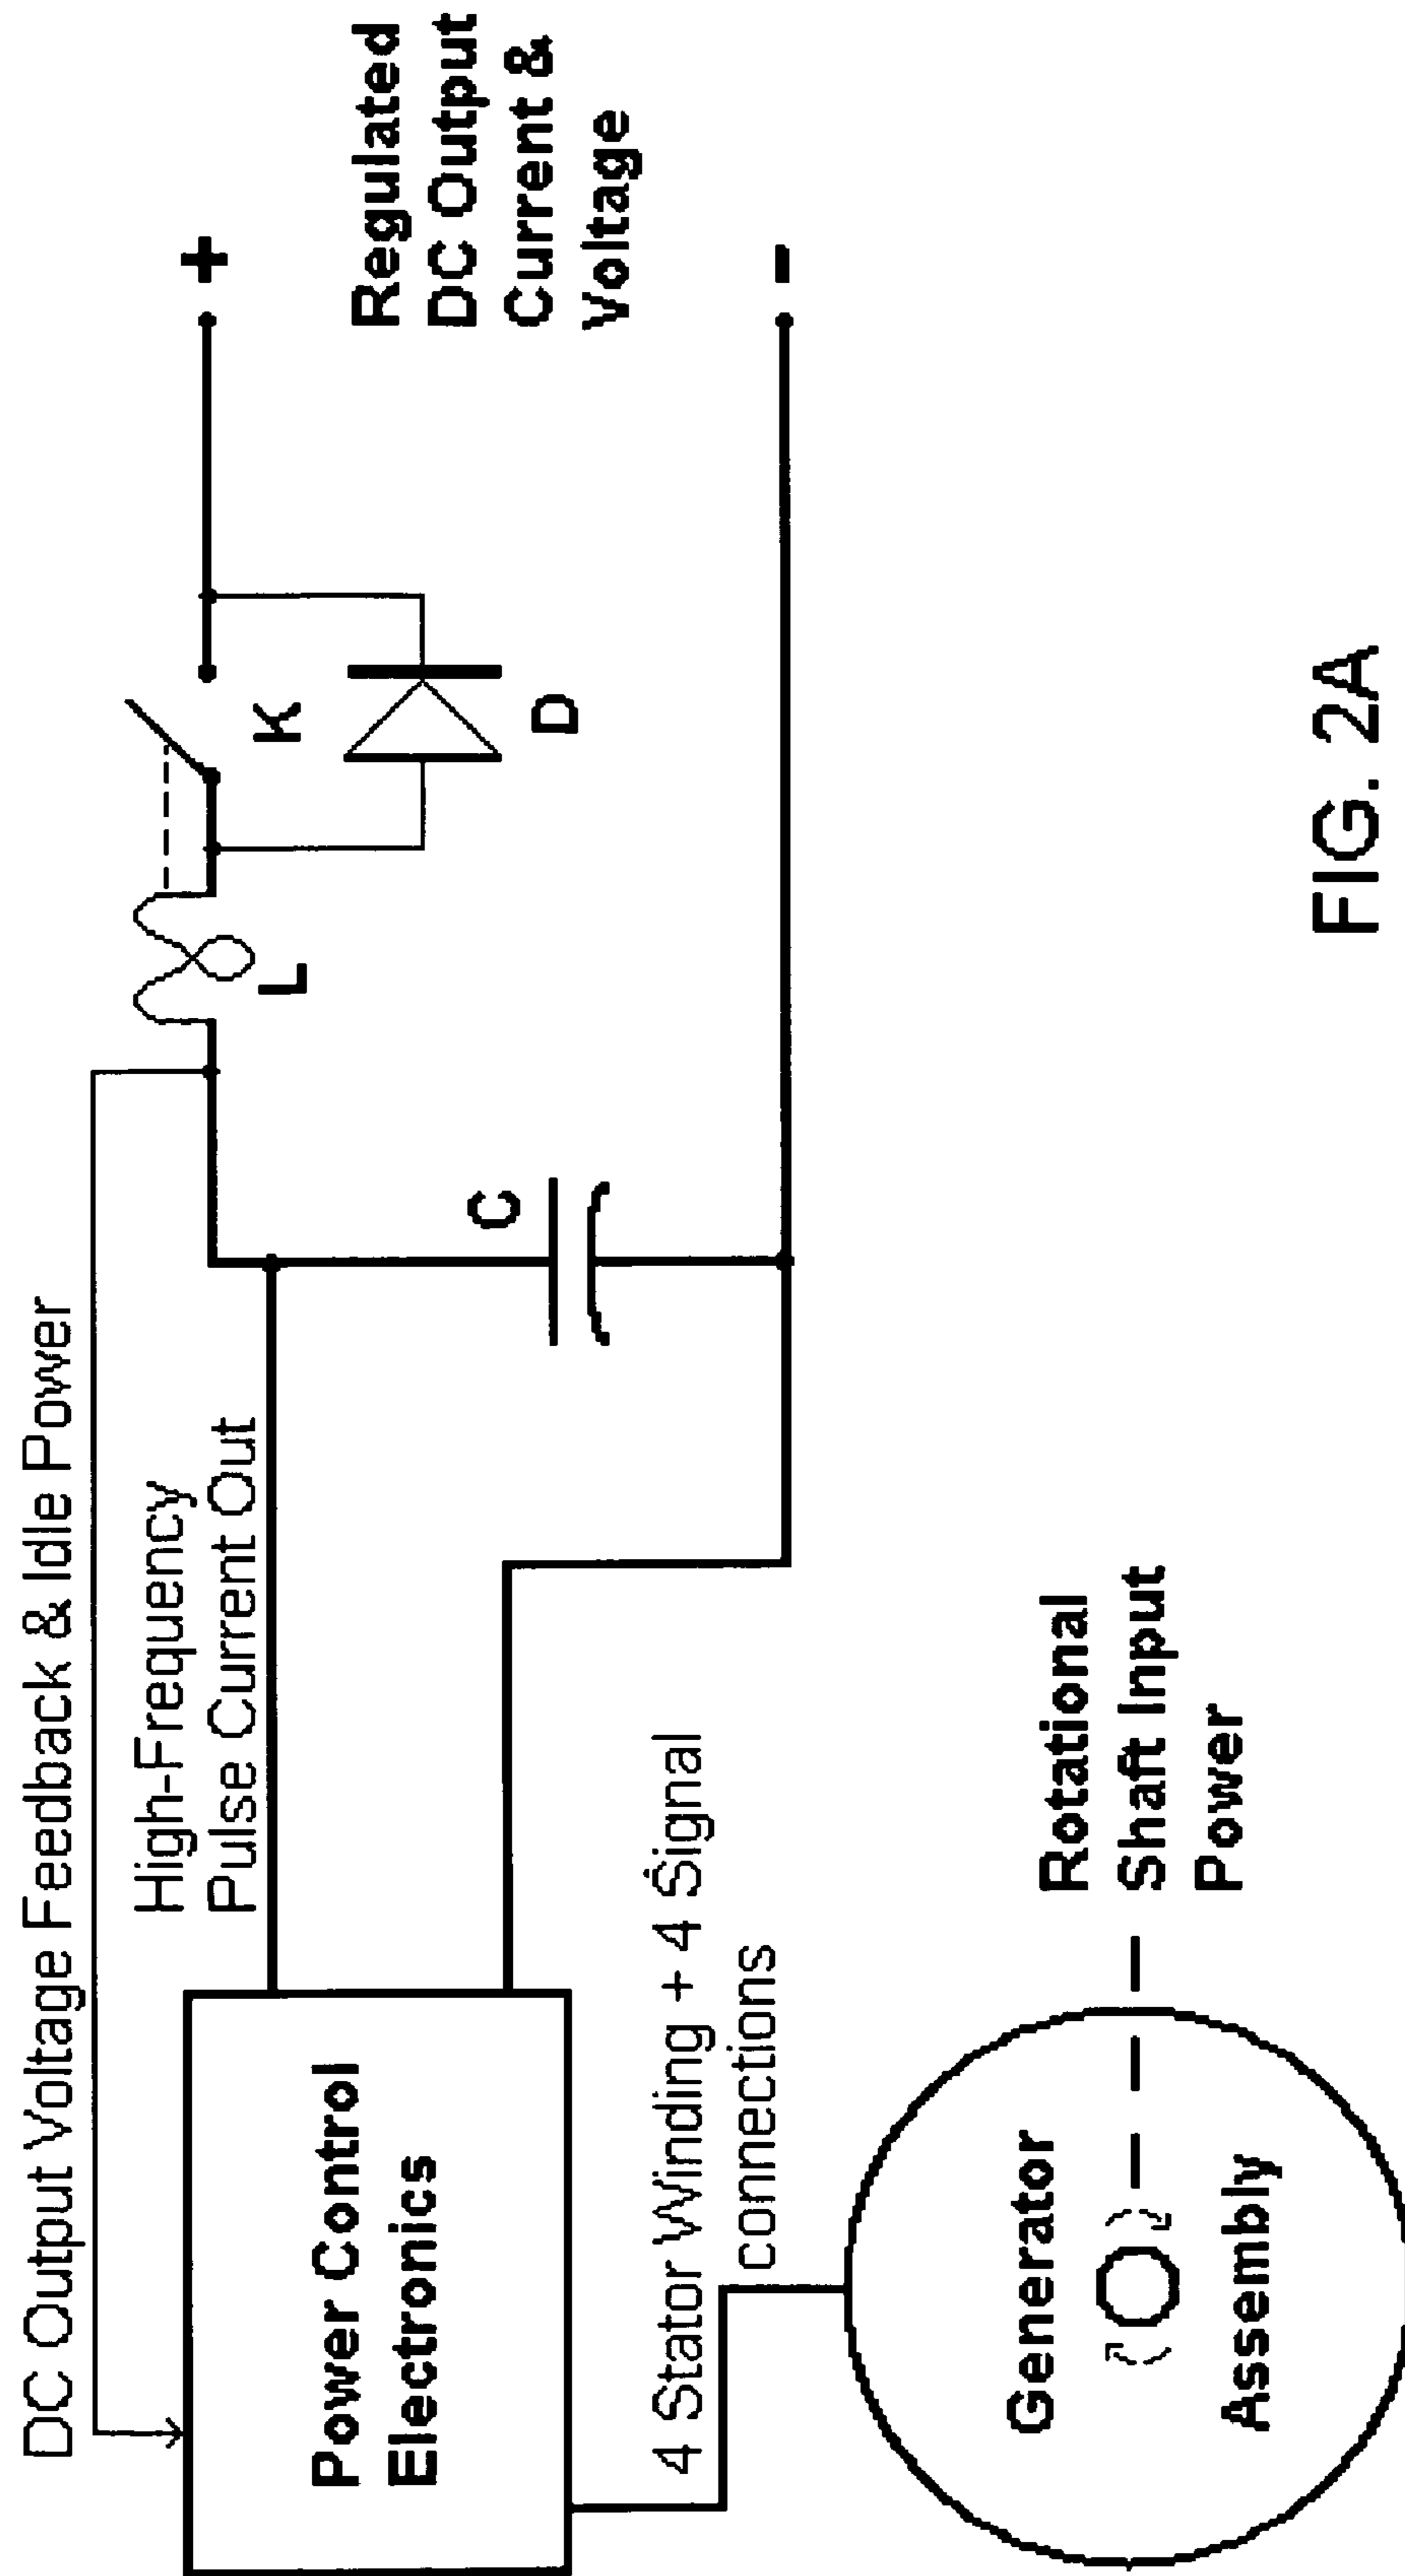 DC Output Voltage Feedback & Idle Power
High-Frequency
Pulse Current Out
Power Control
Electronics
4 Stator Winding + 4 Signal
connections
Generator
Assembly
Rotational
Shaft Input
Power
C
L
K
D
+
Regulated
DC Output
Current &
Voltage
-
FIG. 2A